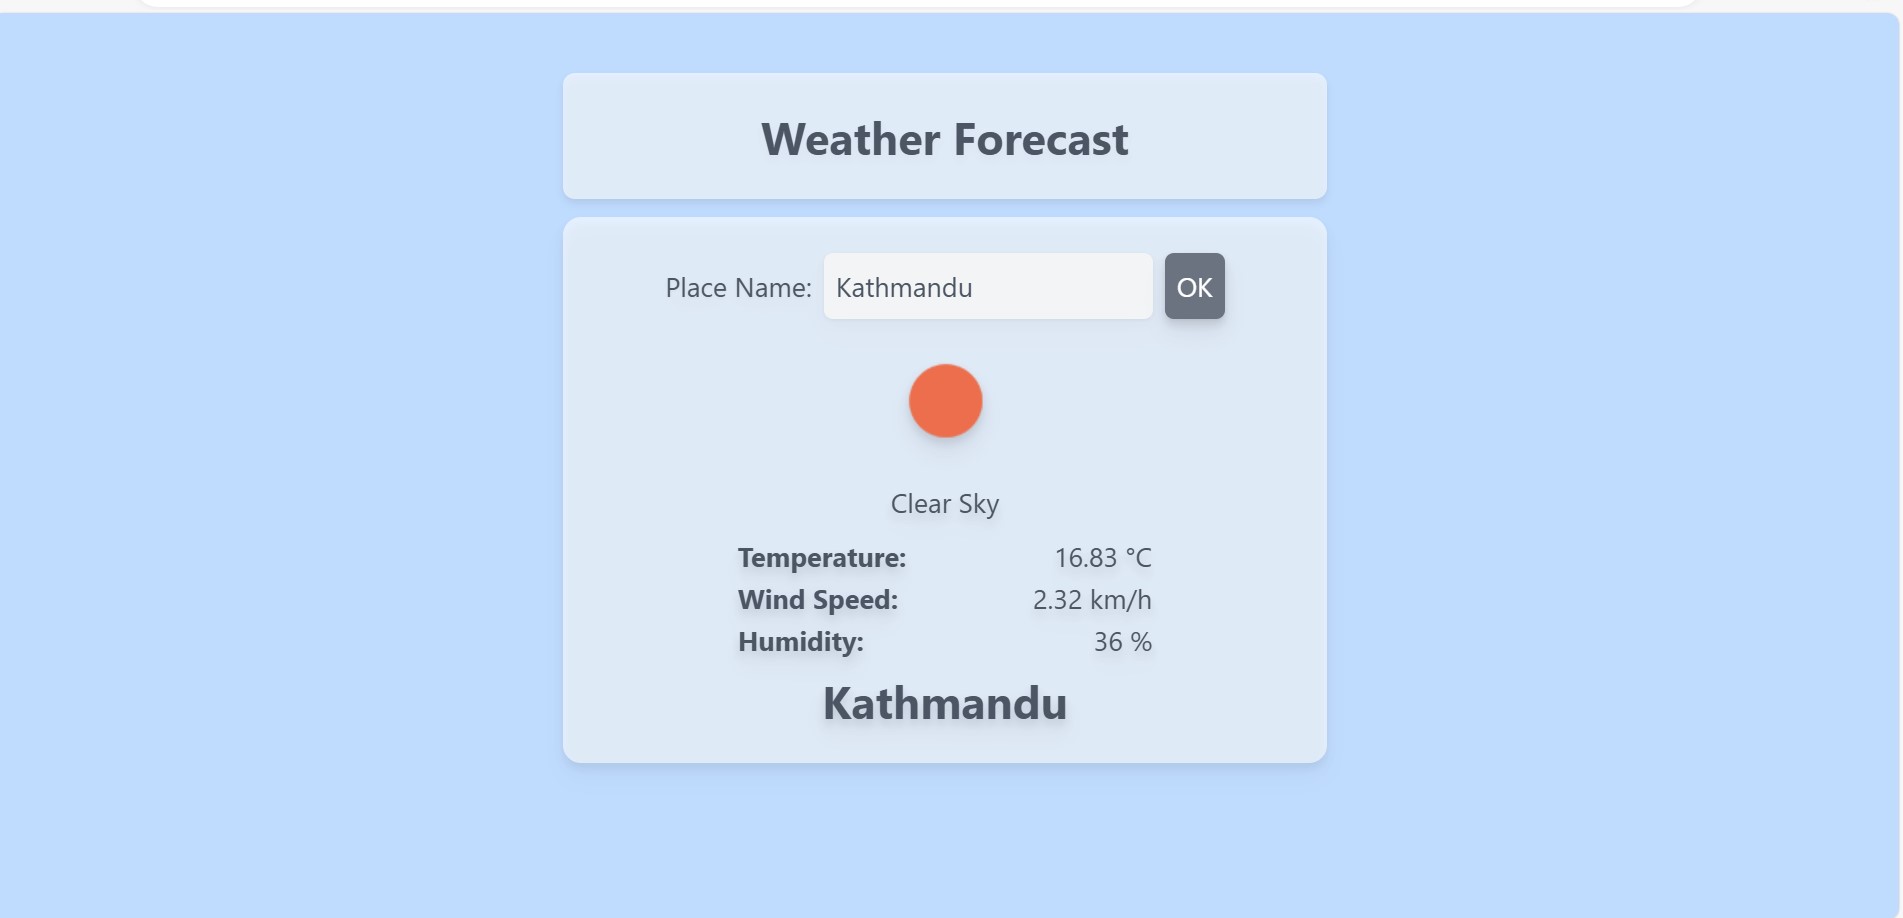 Weather Forecast
Place Name: Kathmandu OK
Clear Sky
Temperature: 16.83 °C
Wind Speed: 2.32 km/h
Humidity: 36 %
Kathmandu